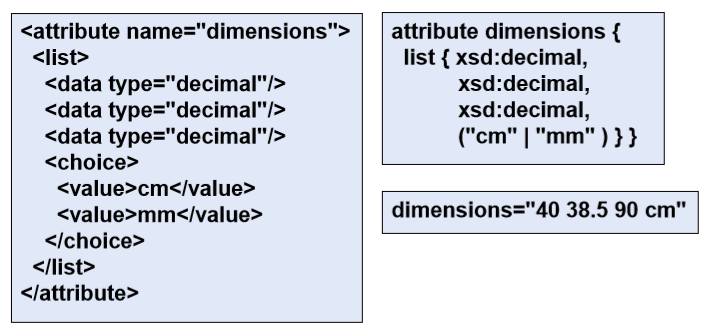 <attribute name="dimensions">
<list>
<data type="decimal"/>
<data type="decimal"/>
<data type="decimal"/>
<choice>
<value>cm</value>
<value>mm</value>
</choice>
</list>
</attribute>
attribute dimensions {
list { xsd:decimal,
xsd:decimal,
xsd:decimal,
("cm" | "mm" ) } }
dimensions="40 38.5 90 cm"